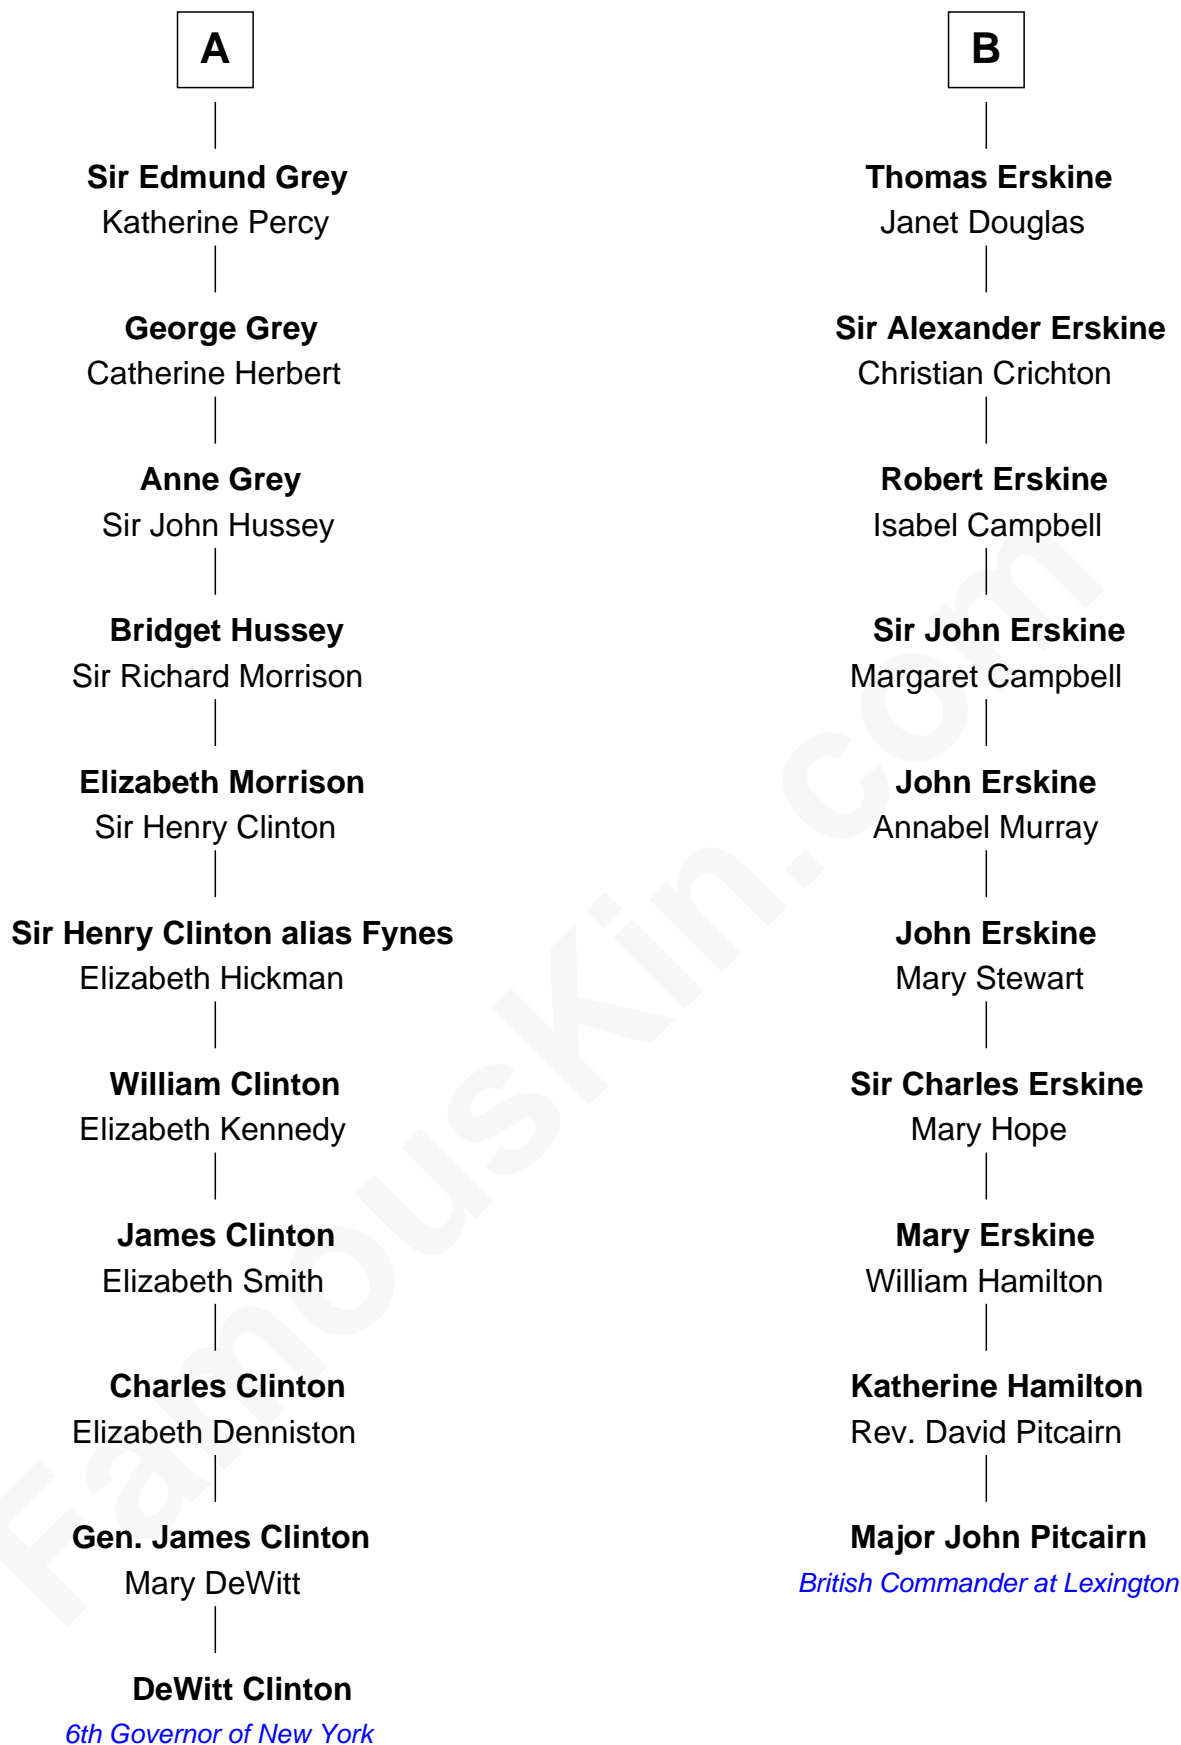 A
Sir Edmund Grey
Katherine Percy
George Grey
Catherine Herbert
Anne Grey
Sir John Hussey
Bridget Hussey
Sir Richard Morrison
Elizabeth Morrison
Sir Henry Clinton
Sir Henry Clinton alias Fynes
Elizabeth Hickman
William Clinton
Elizabeth Kennedy
James Clinton
Elizabeth Smith
Charles Clinton
Elizabeth Denniston
Gen. James Clinton
Mary DeWitt
DeWitt Clinton
6th Governor of New York
B
Thomas Erskine
Janet Douglas
Sir Alexander Erskine
Christian Crichton
Robert Erskine
Isabel Campbell
Sir John Erskine
Margaret Campbell
John Erskine
Annabel Murray
John Erskine
Mary Stewart
Sir Charles Erskine
Mary Hope
Mary Erskine
William Hamilton
Katherine Hamilton
Rev. David Pitcairn
Major John Pitcairn
British Commander at Lexington
FamousKin.com